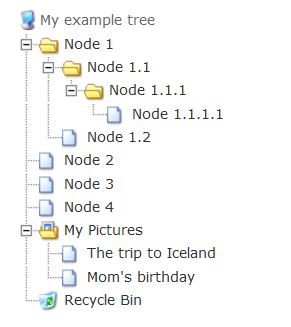 My example tree
Node 1
Node 1.1
Node 1.1.1
Node 1.1.1.1
Node 1.2
Node 2
Node 3
Node 4
My Pictures
The trip to Iceland
Mom's birthday
Recycle Bin